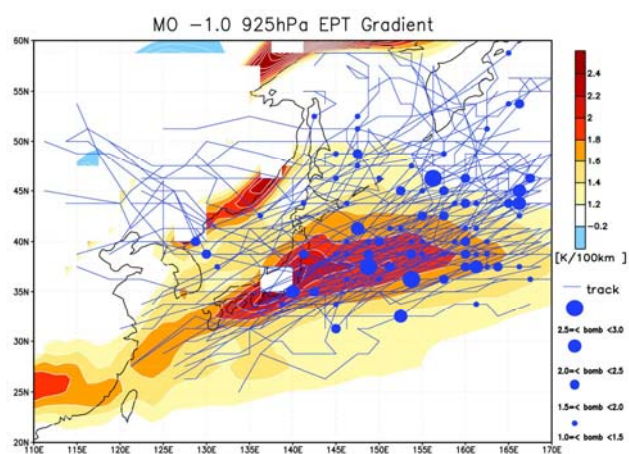 MO -1.0 925hPa EPT Gradient
60N
55N
50N
45N
40N
35N
30N
25N
20N
110E 115E 120E 125E 130E 135E 140E 145E 150E 155E 160E 165E 170E
2.4
2
1.8
1.6
1.4
1.2
-0.2
[K/100km ]
track
2.5=< bomb <3.0
2.0=< bomb <2.5
1.5=< bomb <2.0
1.0=< bomb <1.5